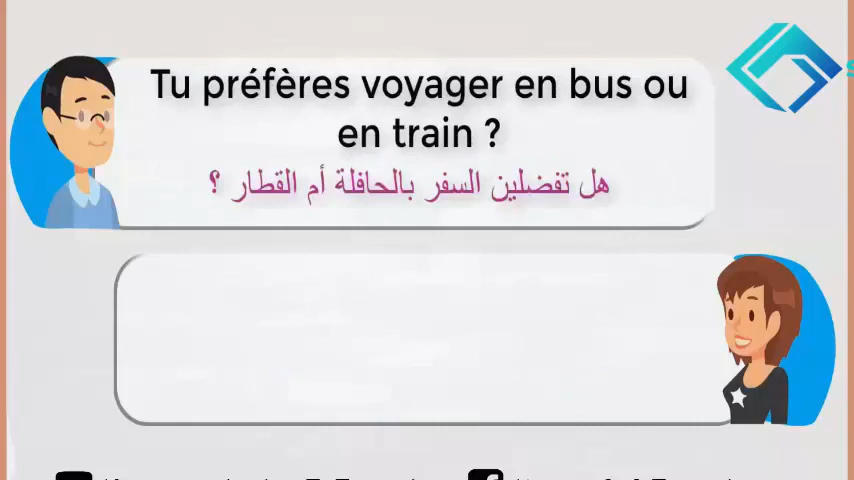 Tu préfères voyager en bus ou
en train ?
هل تفضلين السفر بالحافلة أم القطار ؟